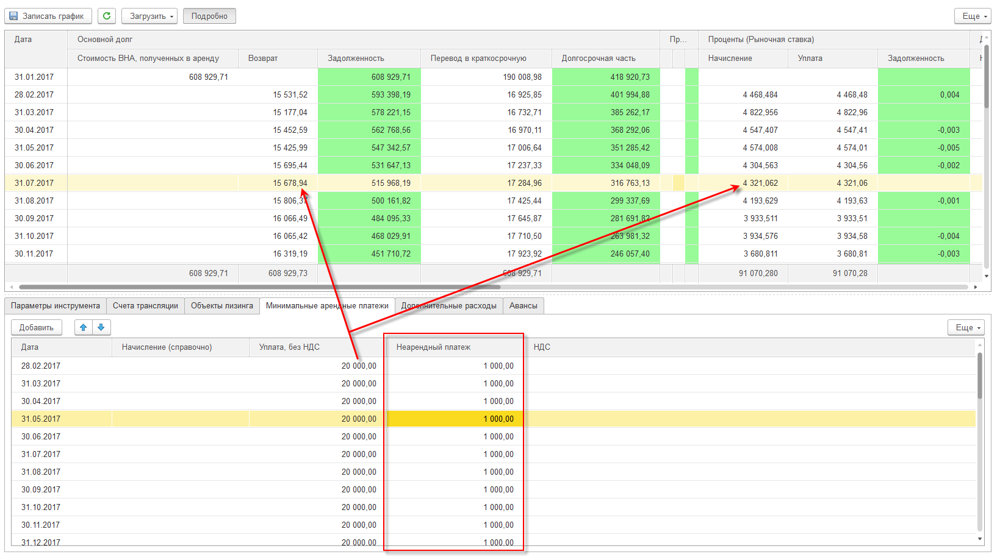 Записать график Загрузить Подробно Еще
Дата Основной долг Пр... Проценты (Рыночная ставка)
Стоимость ВНА, полученных в аренду Возврат Задолженность Перевод в краткосрочную Долгосрочная часть Начисление Уплата Задолженность
31.01.2017 608 929,71 608 929,71 190 008,98 418 920,73
28.02.2017 15 531,52 593 398,19 16 925,85 401 994,88 4 468,484 4 468,48 0,004
31.03.2017 15 177,04 578 221,15 16 732,71 385 262,17 4 822,956 4 822,96
30.04.2017 15 452,59 562 768,56 16 970,11 368 292,06 4 547,407 4 547,41 -0,003
31.05.2017 15 425,99 547 342,57 17 006,64 351 285,42 4 574,008 4 574,01 -0,005
30.06.2017 15 695,44 531 647,13 17 237,33 334 048,09 4 304,563 4 304,56 -0,002
31.07.2017 15 678,94 515 968,19 17 284,96 316 763,13 4 321,062 4 321,06
31.08.2017 15 806,37 500 161,82 17 425,44 299 337,69 4 193,629 4 193,63 -0,001
30.09.2017 16 066,49 484 095,33 17 645,87 281 691,82 3 933,511 3 933,51
31.10.2017 16 065,42 468 029,91 17 710,50 263 981,32 3 934,576 3 934,58 -0,004
30.11.2017 16 319,19 451 710,72 17 923,92 246 057,40 3 680,811 3 680,81 -0,003
608 929,71 608 929,73 608 929,71 91 070,280 91 070,28
Параметры инструмента Счета трансляции Объекты лизинга Минимальные арендные платежи Дополнительные расходы Авансы
Добавить Еще
Дата Начисление (справочно) Уплата, без НДС Неарендный платеж НДС
28.02.2017 20 000,00 1 000,00
31.03.2017 20 000,00 1 000,00
30.04.2017 20 000,00 1 000,00
31.05.2017 20 000,00 1 000,00
30.06.2017 20 000,00 1 000,00
31.07.2017 20 000,00 1 000,00
31.08.2017 20 000,00 1 000,00
30.09.2017 20 000,00 1 000,00
31.10.2017 20 000,00 1 000,00
30.11.2017 20 000,00 1 000,00
31.12.2017 20 000,00 1 000,00